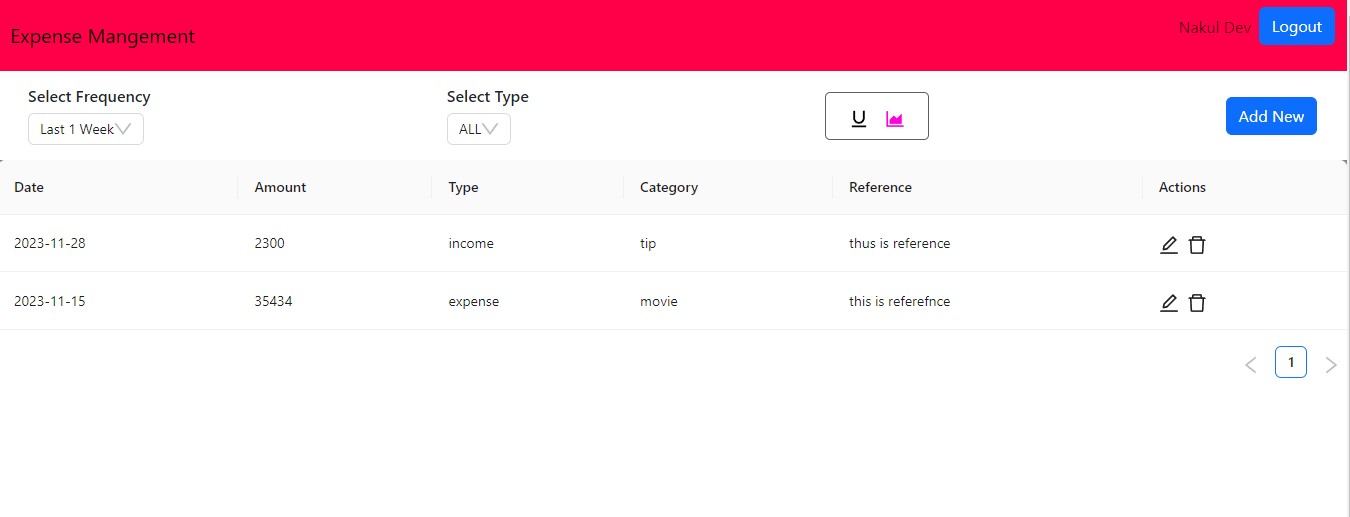 Expense Mangement
Nakul Dev Logout
Select Frequency Select Type
Last 1 Week ALL Add New
Date Amount Type Category Reference Actions
2023-11-28 2300 income tip thus is reference
2023-11-15 35434 expense movie this is referefnce
1